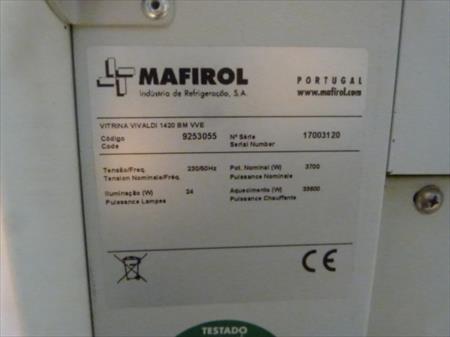 MAFIROL
Indústria de Refrigeração, S.A.
PORTUGAL
www.mafirol.com
VITRINA VIVALDI 1420 BM VVE
Código 9253055 Nº Série 17003120
Code Serial Number
Tensão/Freq. 230/50Hz Pot. Nominal (W) 3700
Tension Nominale/Fréq. Puissance Nominale
Iluminação (W) 24 Aquecimento (W) 33600
Puissance Lampes Puissance Chauffante
CE
TESTADO